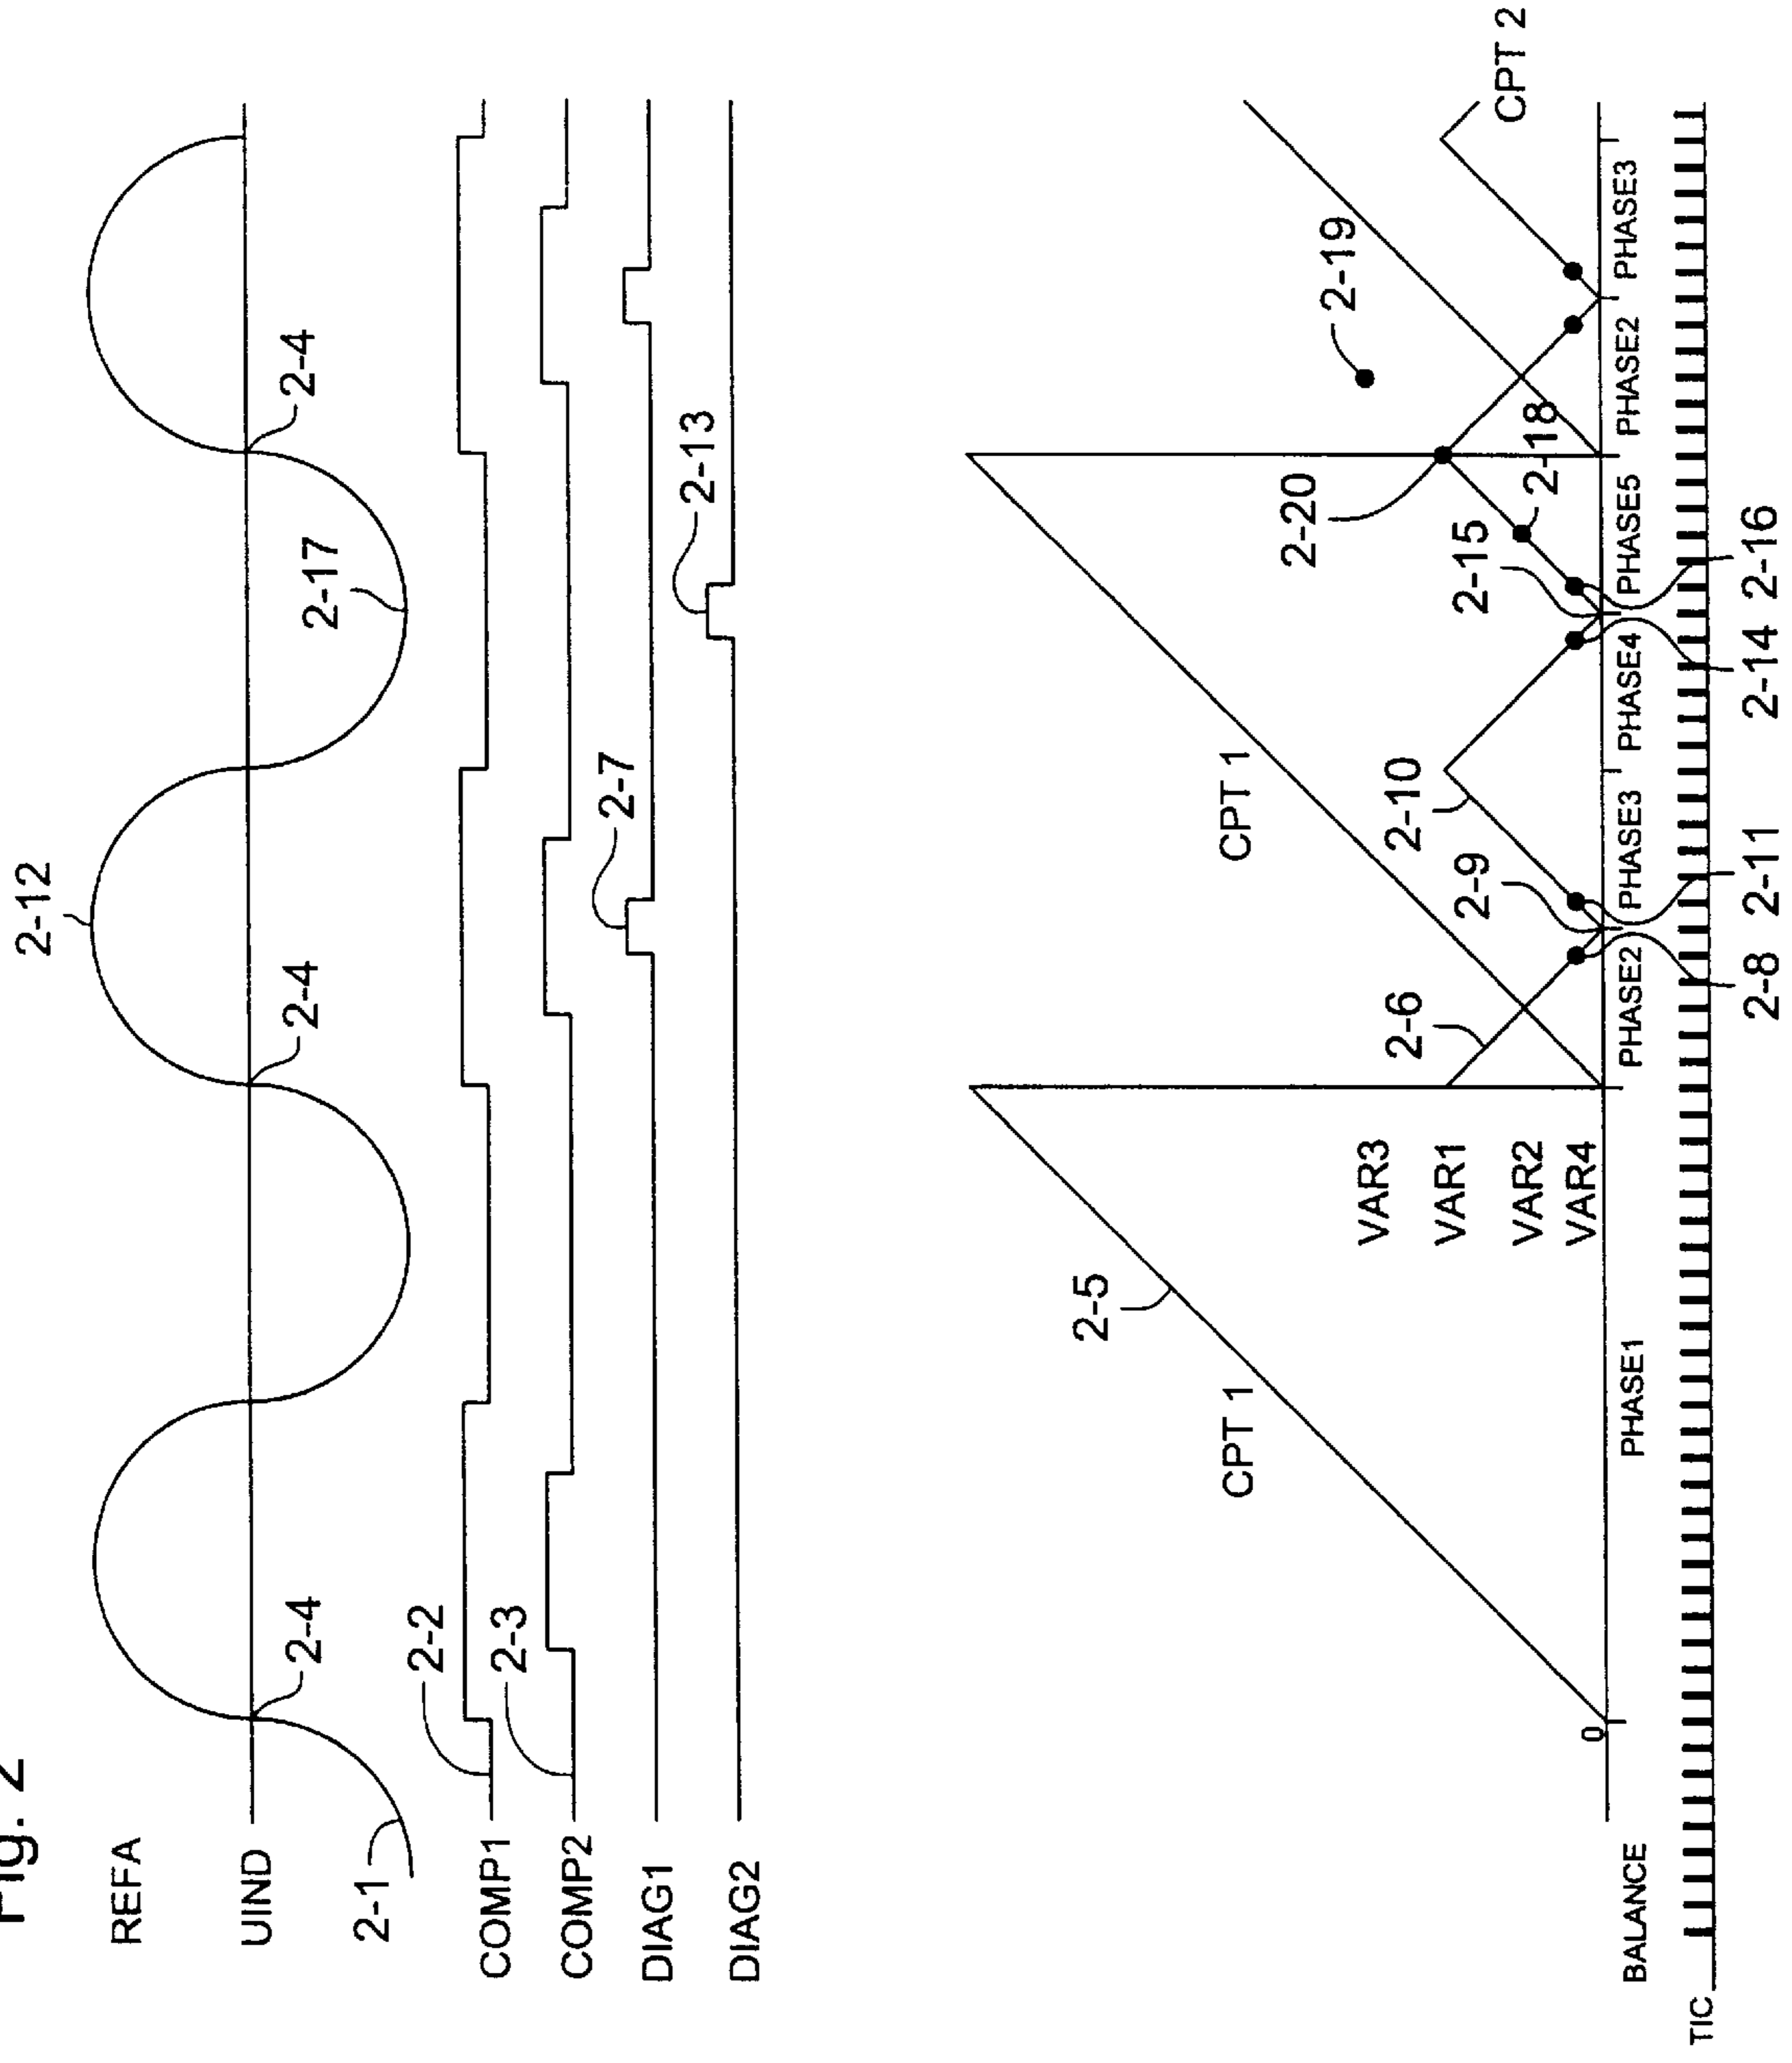 Fig. 2
REFA
2-12
UIND
2-4
2-4
2-4
2-1
2-17
COMP1
2-2
COMP2
2-3
DIAG1
2-7
DIAG2
2-13
2-5
CPT 1
CPT 1
2-19
2-20
CPT 2
VAR3
VAR1
VAR2
VAR4
2-6
2-10
2-9
2-15
2-18
0
BALANCE
PHASE1
PHASE2
PHASE3
PHASE4
PHASE5
PHASE2
PHASE3
TIC
2-8
2-11
2-14
2-16